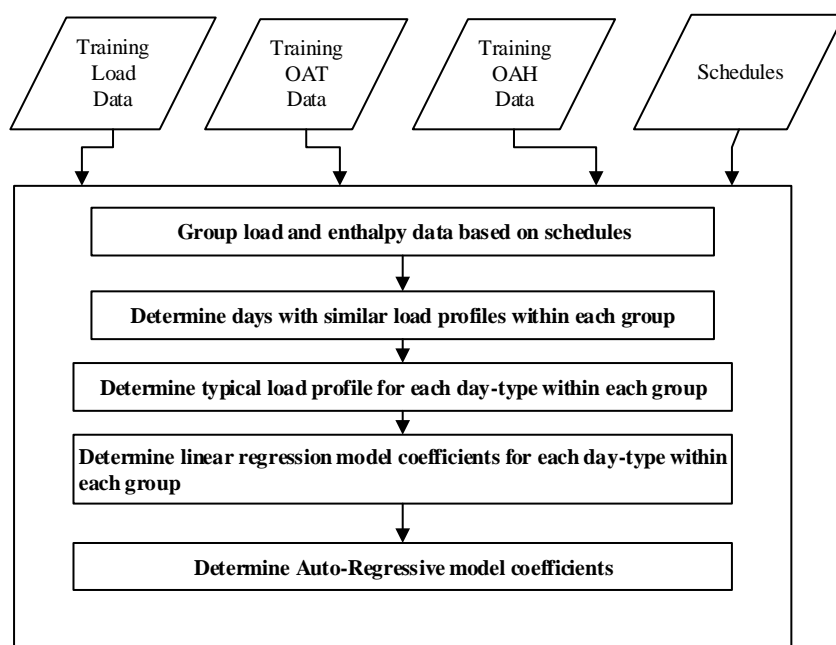 Training
Load
Data
Training
OAT
Data
Training
OAH
Data
Schedules
Group load and enthalpy data based on schedules
Determine days with similar load profiles within each group
Determine typical load profile for each day-type within each group
Determine linear regression model coefficients for each day-type within
each group
Determine Auto-Regressive model coefficients